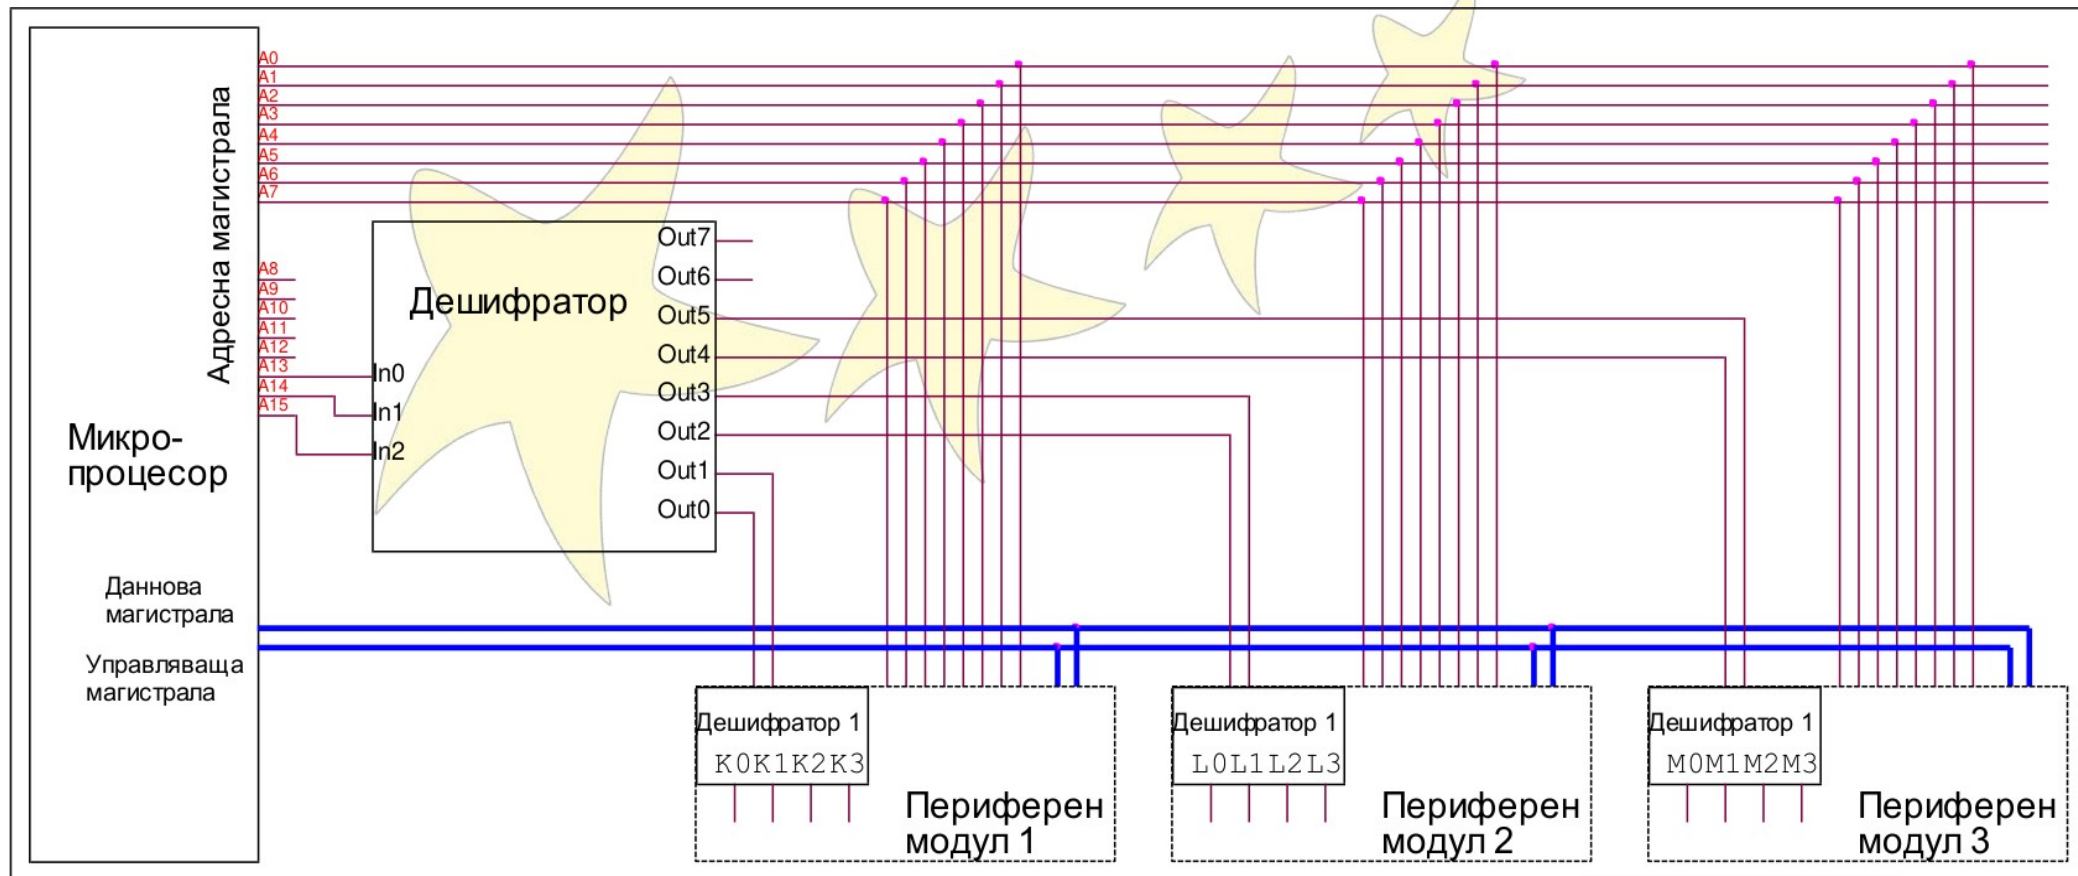 Адресна магистрала
A0
A1
A2
A3
A4
A5
A6
A7
A8
A9
A10
A11
A12
A13
A14
A15
Микро-
процесор
Даннова
магистрала
Управляваща
магистрала
Дешифратор
In0
In1
In2
Out7
Out6
Out5
Out4
Out3
Out2
Out1
Out0
Дешифратор 1
K0K1K2K3
Периферен
модул 1
Дешифратор 1
L0L1L2L3
Периферен
модул 2
Дешифратор 1
M0M1M2M3
Периферен
модул 3